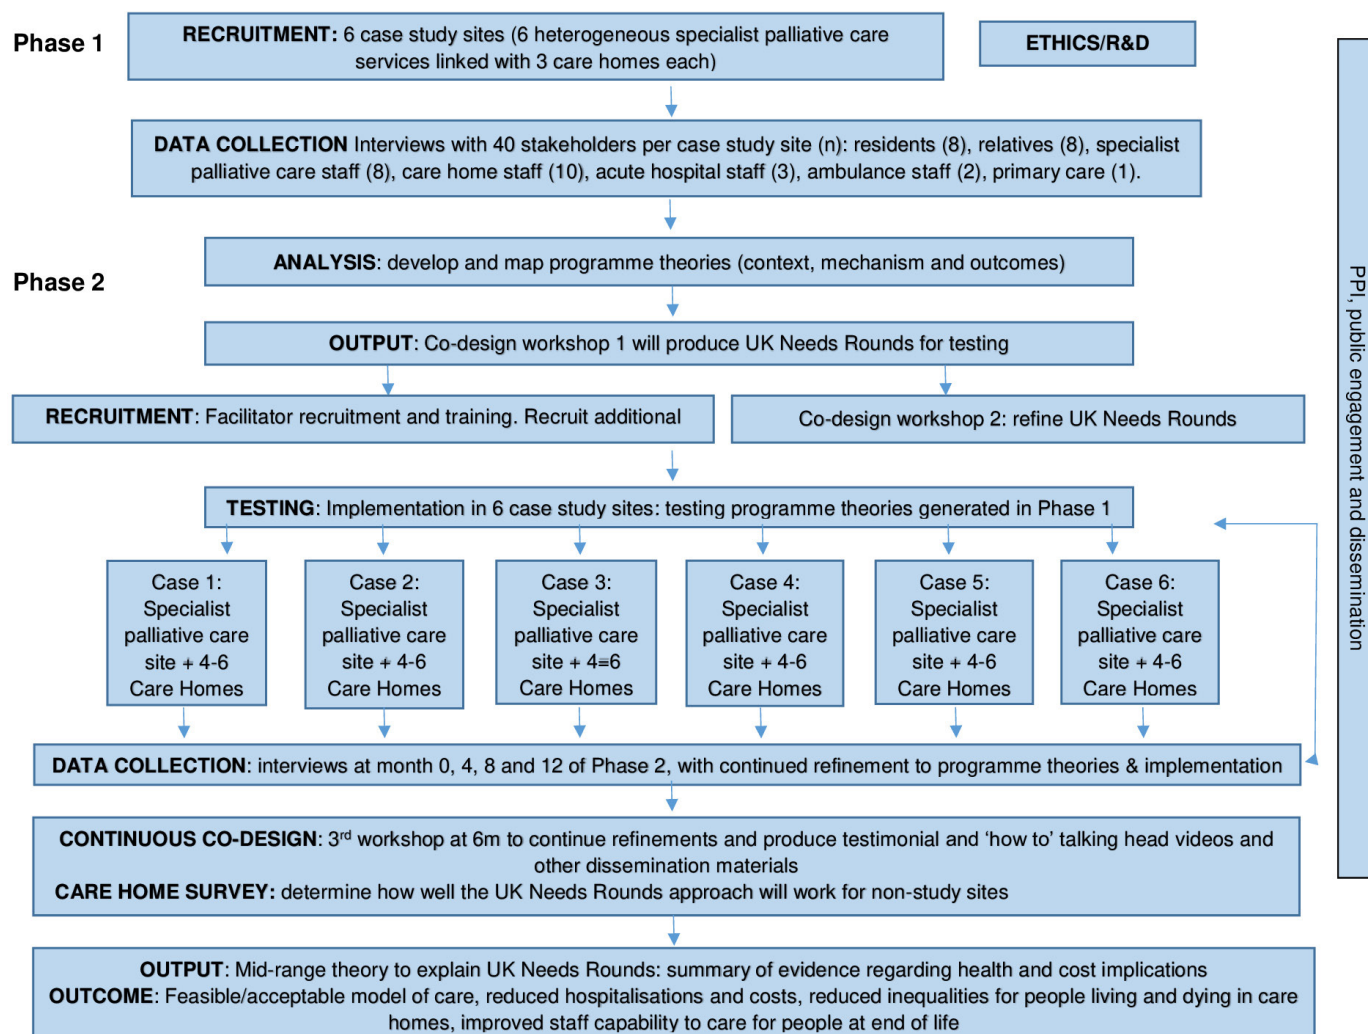 Phase 1
RECRUITMENT: 6 case study sites (6 heterogeneous specialist palliative care
services linked with 3 care homes each)
ETHICS/R&D
DATA COLLECTION Interviews with 40 stakeholders per case study site (n): residents (8), relatives (8), specialist
palliative care staff (8), care home staff (10), acute hospital staff (3), ambulance staff (2), primary care (1).
ANALYSIS: develop and map programme theories (context, mechanism and outcomes)
Phase 2
OUTPUT: Co-design workshop 1 will produce UK Needs Rounds for testing
RECRUITMENT: Facilitator recruitment and training. Recruit additional
Co-design workshop 2: refine UK Needs Rounds
TESTING: Implementation in 6 case study sites: testing programme theories generated in Phase 1
Case 1:
Specialist
palliative care
site + 4-6
Care Homes
Case 2:
Specialist
palliative care
site + 4-6
Care Homes
Case 3:
Specialist
palliative care
site + 4≡6
Care Homes
Case 4:
Specialist
palliative care
site + 4-6
Care Homes
Case 5:
Specialist
palliative care
site + 4-6
Care Homes
Case 6:
Specialist
palliative care
site + 4-6
Care Homes
DATA COLLECTION: interviews at month 0, 4, 8 and 12 of Phase 2, with continued refinement to programme theories & implementation
CONTINUOUS CO-DESIGN: 3rd workshop at 6m to continue refinements and produce testimonial and ‘how to’ talking head videos and
other dissemination materials
CARE HOME SURVEY: determine how well the UK Needs Rounds approach will work for non-study sites
OUTPUT: Mid-range theory to explain UK Needs Rounds: summary of evidence regarding health and cost implications
OUTCOME: Feasible/acceptable model of care, reduced hospitalisations and costs, reduced inequalities for people living and dying in care
homes, improved staff capability to care for people at end of life
PPI, public engagement and dissemination